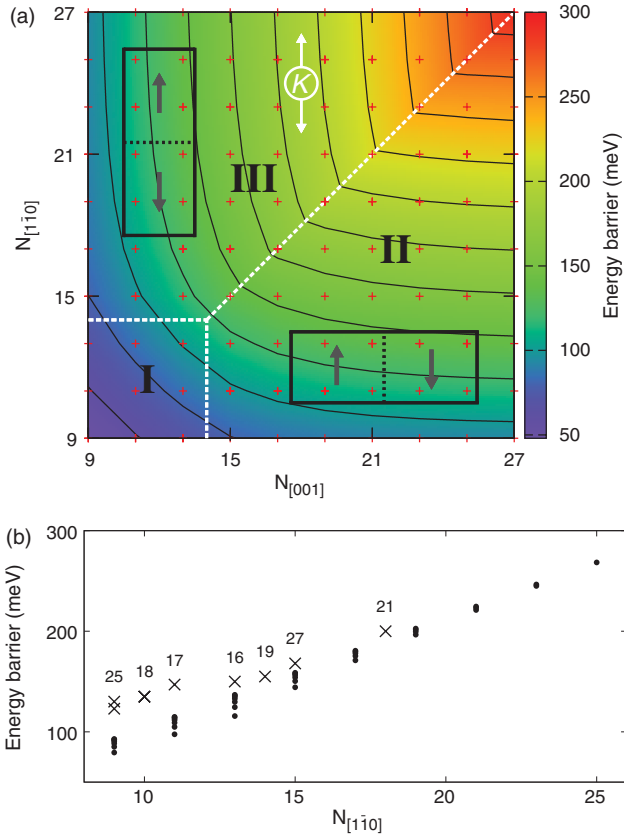 (a)
27
21
15
9
N[11̄0]
K
III
II
I
9 15 21 27
N[001]
300
250
200
150
100
50
Energy barrier (meV)
(b)
300
200
100
Energy barrier (meV)
25 18 17 16 19 27 21
10 15 20 25
N[11̄0]